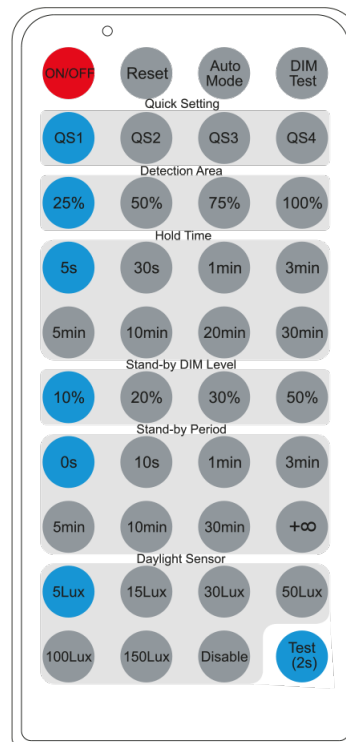 ON/OFF Reset Auto Mode DIM Test
Quick Setting
QS1 QS2 QS3 QS4
Detection Area
25% 50% 75% 100%
Hold Time
5s 30s 1min 3min
5min 10min 20min 30min
Stand-by DIM Level
10% 20% 30% 50%
Stand-by Period
0s 10s 1min 3min
5min 10min 30min +∞
Daylight Sensor
5Lux 15Lux 30Lux 50Lux
100Lux 150Lux Disable Test (2s)